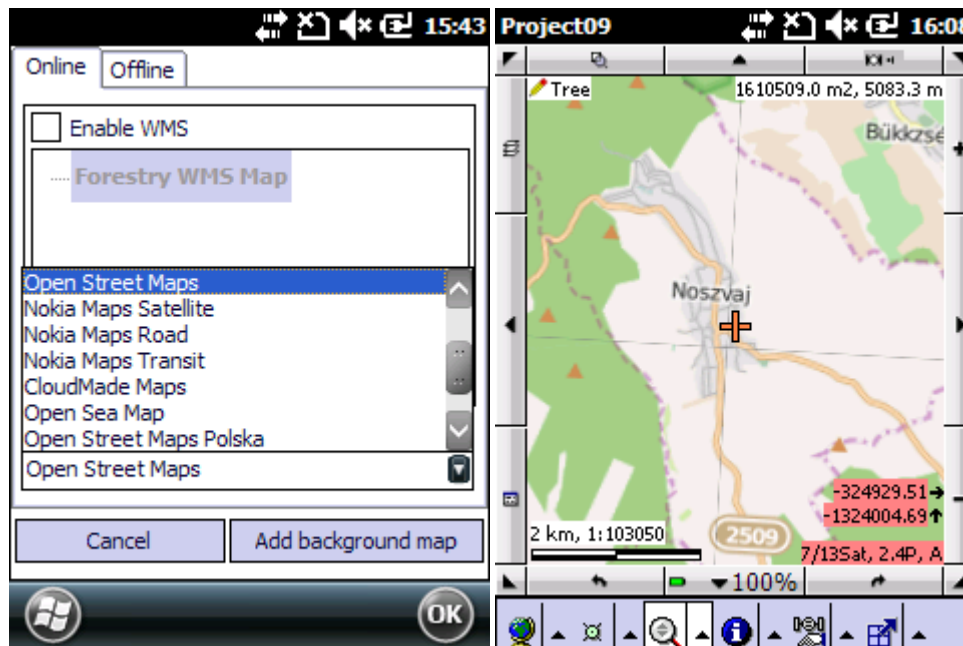 15:43
Online Offline
Enable WMS
Forestry WMS Map
Open Street Maps
Nokia Maps Satellite
Nokia Maps Road
Nokia Maps Transit
CloudMade Maps
Open Sea Map
Open Street Maps Polska
Open Street Maps
Cancel Add background map
OK
Project09 16:08
Tree 1610509.0 m2, 5083.3 m
Bükkzsé
Noszvaj
-324929.51
-1324004.69
2 km, 1:103050 2509
7/13Sat, 2.4P, A
100%